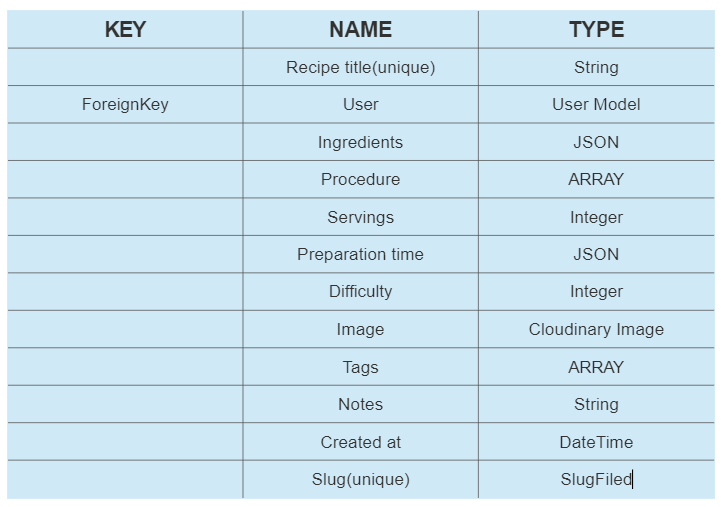 KEY NAME TYPE
Recipe title(unique) String
ForeignKey User User Model
Ingredients JSON
Procedure ARRAY
Servings Integer
Preparation time JSON
Difficulty Integer
Image Cloudinary Image
Tags ARRAY
Notes String
Created at DateTime
Slug(unique) SlugFiled